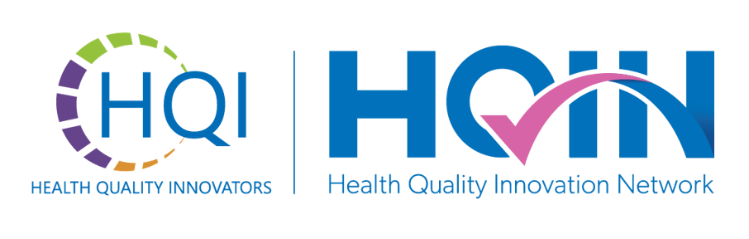 HQI
HEALTH QUALITY INNOVATORS
HQIN
Health Quality Innovation Network